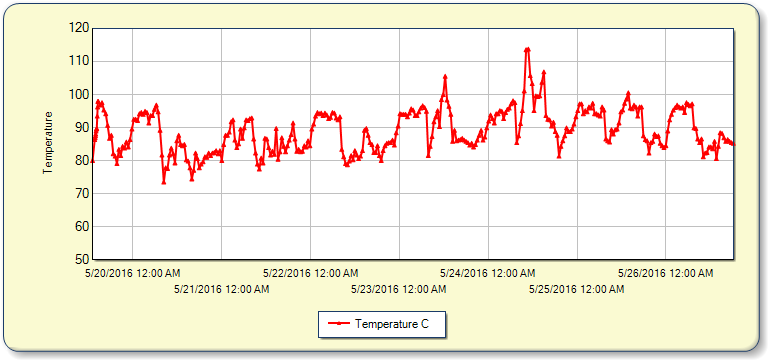 120
110
100
90
80
70
60
50
Temperature
5/20/2016 12:00 AM
5/21/2016 12:00 AM
5/22/2016 12:00 AM
5/23/2016 12:00 AM
5/24/2016 12:00 AM
5/25/2016 12:00 AM
5/26/2016 12:00 AM
Temperature C